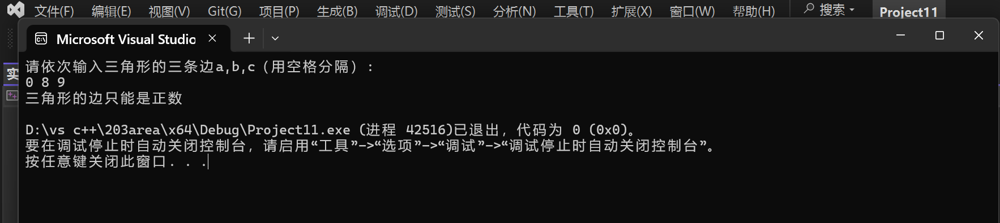 文件(F) 编辑(E) 视图(V) Git(G) 项目(P) 生成(B) 调试(D) 测试(S) 分析(N) 工具(T) 扩展(X) 窗口(W) 帮助(H) 搜索 Project11
Microsoft Visual Studio
请依次输入三角形的三条边a,b,c（用空格分隔）:
实
0 8 9
三角形的边只能是正数
D:\vs c++\203area\x64\Debug\Project11.exe (进程 42516)已退出，代码为 0 (0x0)。
要在调试停止时自动关闭控制台，请启用“工具”->“选项”->“调试”->“调试停止时自动关闭控制台”。
按任意键关闭此窗口. . .